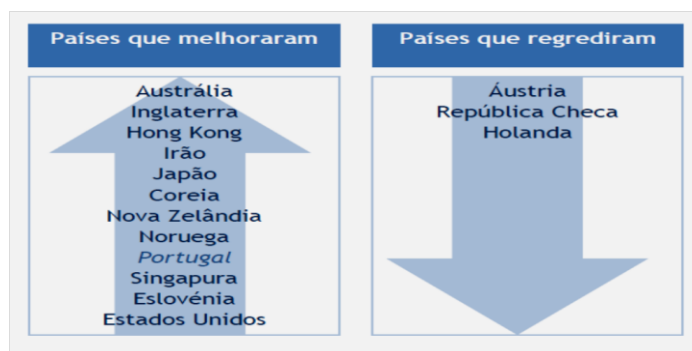 Países que melhoraram
Austrália
Inglaterra
Hong Kong
Irão
Japão
Coreia
Nova Zelândia
Noruega
Portugal
Singapura
Eslovénia
Estados Unidos
Países que regrediram
Áustria
República Checa
Holanda